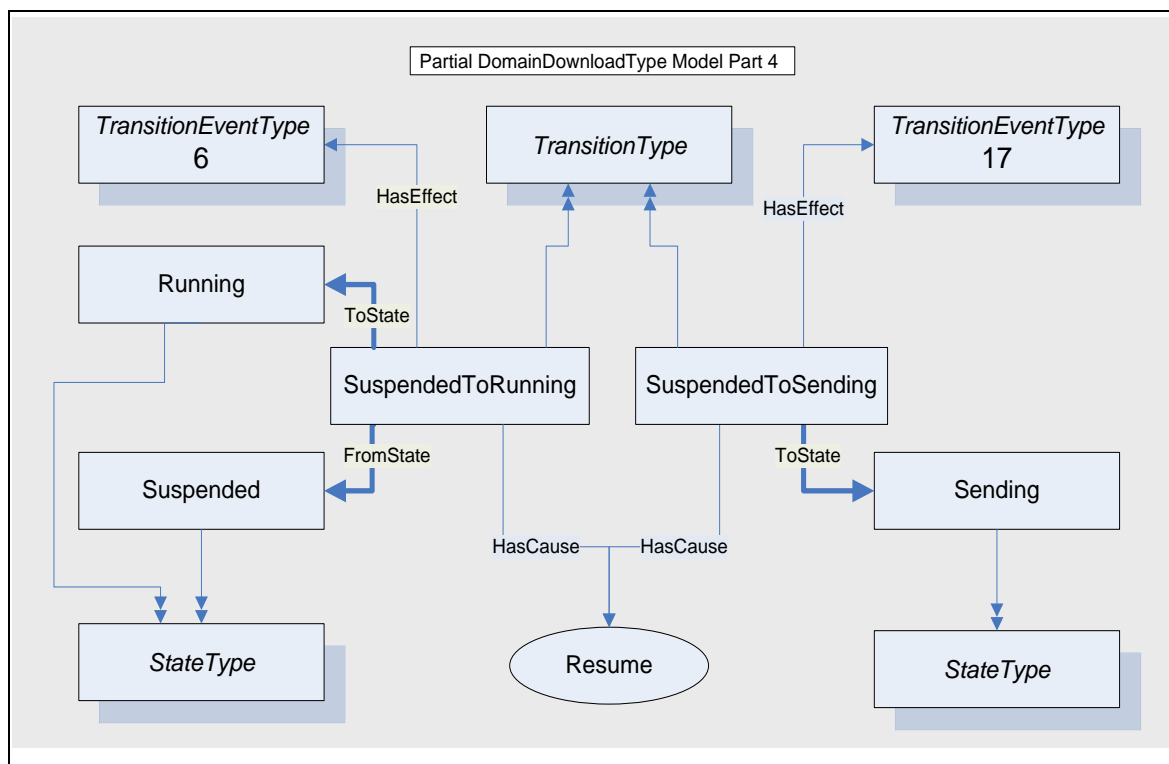 Partial DomainDownloadType Model Part 4
TransitionEventType
6
TransitionType
TransitionEventType
17
HasEffect
HasEffect
Running
ToState
SuspendedToRunning
SuspendedToSending
FromState
ToState
Suspended
Sending
HasCause
HasCause
StateType
Resume
StateType